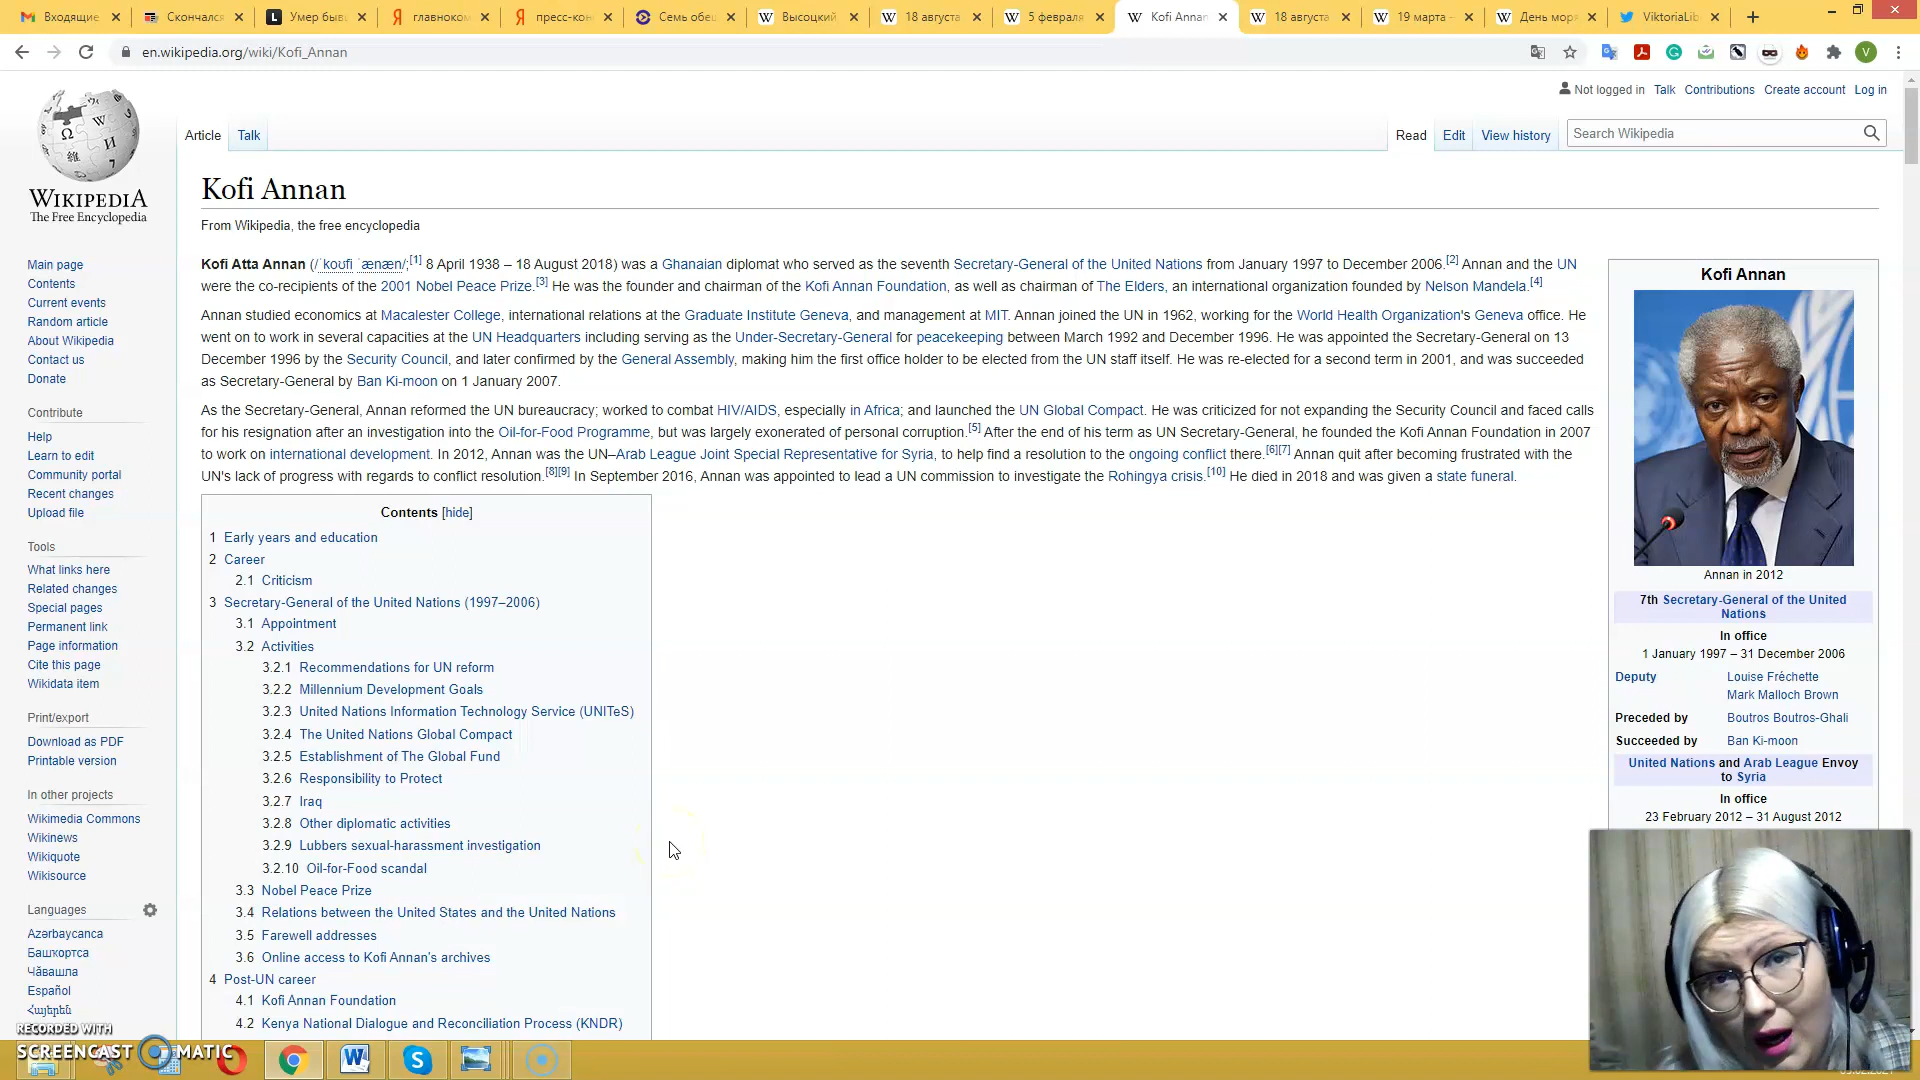 Входящие
Скончался
Умер бывш
главноком
пресс-кон
Семь обещ
Высоцкий
18 августа
5 февраля
Kofi Annan
18 августа
19 марта -
День моря
ViktoriaLib
en.wikipedia.org/wiki/Kofi_Annan
V
Not logged in Talk Contributions Create account Log in
Article Talk
Read Edit View history
Search Wikipedia
WIKIPEDIA
The Free Encyclopedia
Main page
Contents
Current events
Random article
About Wikipedia
Contact us
Donate
Contribute
Help
Learn to edit
Community portal
Recent changes
Upload file
Tools
What links here
Related changes
Special pages
Permanent link
Page information
Cite this page
Wikidata item
Print/export
Download as PDF
Printable version
In other projects
Wikimedia Commons
Wikinews
Wikiquote
Wikisource
Languages
Azərbaycanca
Башҡортса
Чӑвашла
Español
Հայերեն
Kofi Annan
From Wikipedia, the free encyclopedia
Kofi Atta Annan (/ˈkoʊfi ˈænæn/;[1] 8 April 1938 – 18 August 2018) was a Ghanaian diplomat who served as the seventh Secretary-General of the United Nations from January 1997 to December 2006.[2] Annan and the UN
were the co-recipients of the 2001 Nobel Peace Prize.[3] He was the founder and chairman of the Kofi Annan Foundation, as well as chairman of The Elders, an international organization founded by Nelson Mandela.[4]
Annan studied economics at Macalester College, international relations at the Graduate Institute Geneva, and management at MIT. Annan joined the UN in 1962, working for the World Health Organization's Geneva office. He
went on to work in several capacities at the UN Headquarters including serving as the Under-Secretary-General for peacekeeping between March 1992 and December 1996. He was appointed the Secretary-General on 13
December 1996 by the Security Council, and later confirmed by the General Assembly, making him the first office holder to be elected from the UN staff itself. He was re-elected for a second term in 2001, and was succeeded
as Secretary-General by Ban Ki-moon on 1 January 2007.
As the Secretary-General, Annan reformed the UN bureaucracy; worked to combat HIV/AIDS, especially in Africa; and launched the UN Global Compact. He was criticized for not expanding the Security Council and faced calls
for his resignation after an investigation into the Oil-for-Food Programme, but was largely exonerated of personal corruption.[5] After the end of his term as UN Secretary-General, he founded the Kofi Annan Foundation in 2007
to work on international development. In 2012, Annan was the UN–Arab League Joint Special Representative for Syria, to help find a resolution to the ongoing conflict there.[6][7] Annan quit after becoming frustrated with the
UN's lack of progress with regards to conflict resolution.[8][9] In September 2016, Annan was appointed to lead a UN commission to investigate the Rohingya crisis.[10] He died in 2018 and was given a state funeral.
Contents [hide]
1 Early years and education
2 Career
2.1 Criticism
3 Secretary-General of the United Nations (1997–2006)
3.1 Appointment
3.2 Activities
3.2.1 Recommendations for UN reform
3.2.2 Millennium Development Goals
3.2.3 United Nations Information Technology Service (UNITeS)
3.2.4 The United Nations Global Compact
3.2.5 Establishment of The Global Fund
3.2.6 Responsibility to Protect
3.2.7 Iraq
3.2.8 Other diplomatic activities
3.2.9 Lubbers sexual-harassment investigation
3.2.10 Oil-for-Food scandal
3.3 Nobel Peace Prize
3.4 Relations between the United States and the United Nations
3.5 Farewell addresses
3.6 Online access to Kofi Annan's archives
4 Post-UN career
4.1 Kofi Annan Foundation
4.2 Kenya National Dialogue and Reconciliation Process (KNDR)
Kofi Annan
Annan in 2012
7th Secretary-General of the United
Nations
In office
1 January 1997 – 31 December 2006
Deputy Louise Fréchette
Mark Malloch Brown
Preceded by Boutros Boutros-Ghali
Succeeded by Ban Ki-moon
United Nations and Arab League Envoy
to Syria
In office
23 February 2012 – 31 August 2012
RECORDED WITH
SCREENCAST MATIC